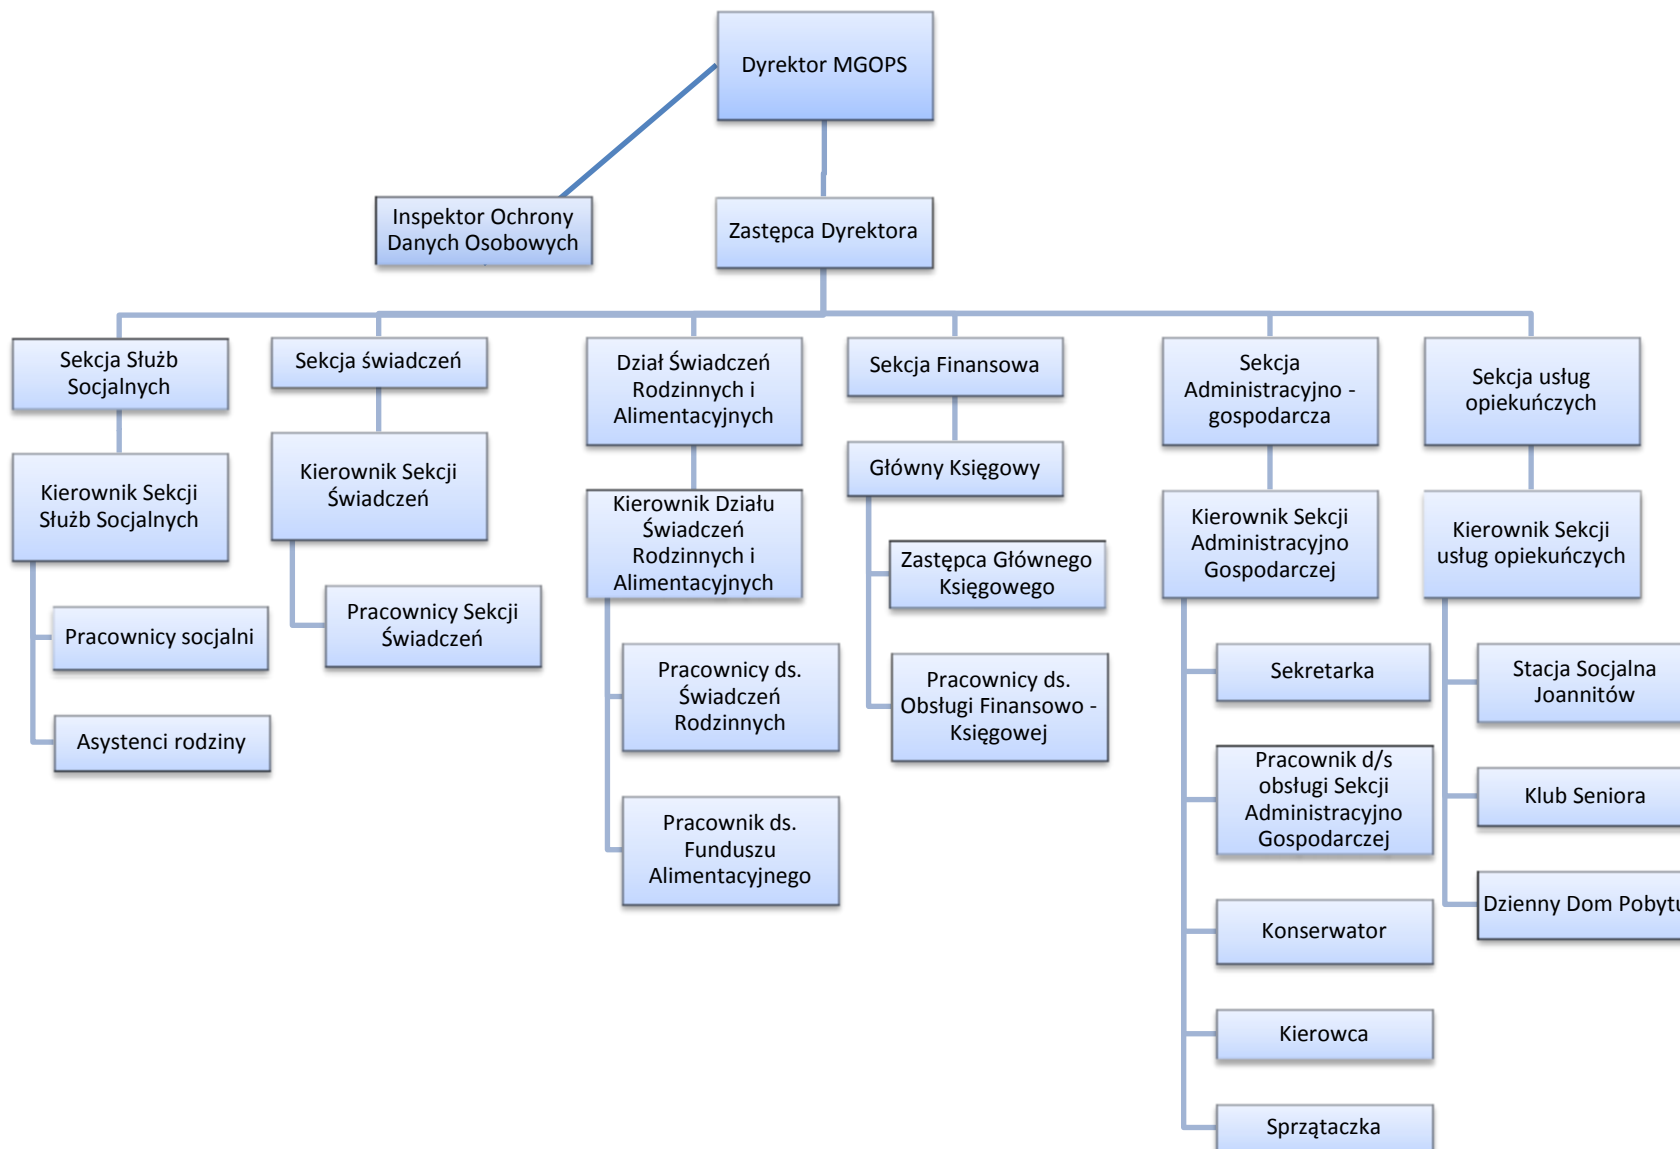 Dyrektor MGOPS
Inspektor Ochrony
Danych Osobowych
Zastępca Dyrektora
Sekcja Służb
Socjalnych
Kierownik Sekcji
Służb Socjalnych
Pracownicy socjalni
Asystenci rodziny
Sekcja świadczeń
Kierownik Sekcji
Świadczeń
Pracownicy Sekcji
Świadczeń
Dział Świadczeń
Rodzinnych i
Alimentacyjnych
Kierownik Działu
Świadczeń
Rodzinnych i
Alimentacyjnych
Pracownicy ds.
Świadczeń
Rodzinnych
Pracownik ds.
Funduszu
Alimentacyjnego
Sekcja Finansowa
Główny Księgowy
Zastępca Głównego
Księgowego
Pracownicy ds.
Obsługi Finansowo -
Księgowej
Sekcja
Administracyjno -
gospodarcza
Kierownik Sekcji
Administracyjno
Gospodarczej
Sekretarka
Pracownik d/s
obsługi Sekcji
Administracyjno
Gospodarczej
Konserwator
Kierowca
Sprzątaczka
Sekcja usług
opiekuńczych
Kierownik Sekcji
usług opiekuńczych
Stacja Socjalna
Joannitów
Klub Seniora
Dzienny Dom Pobytu